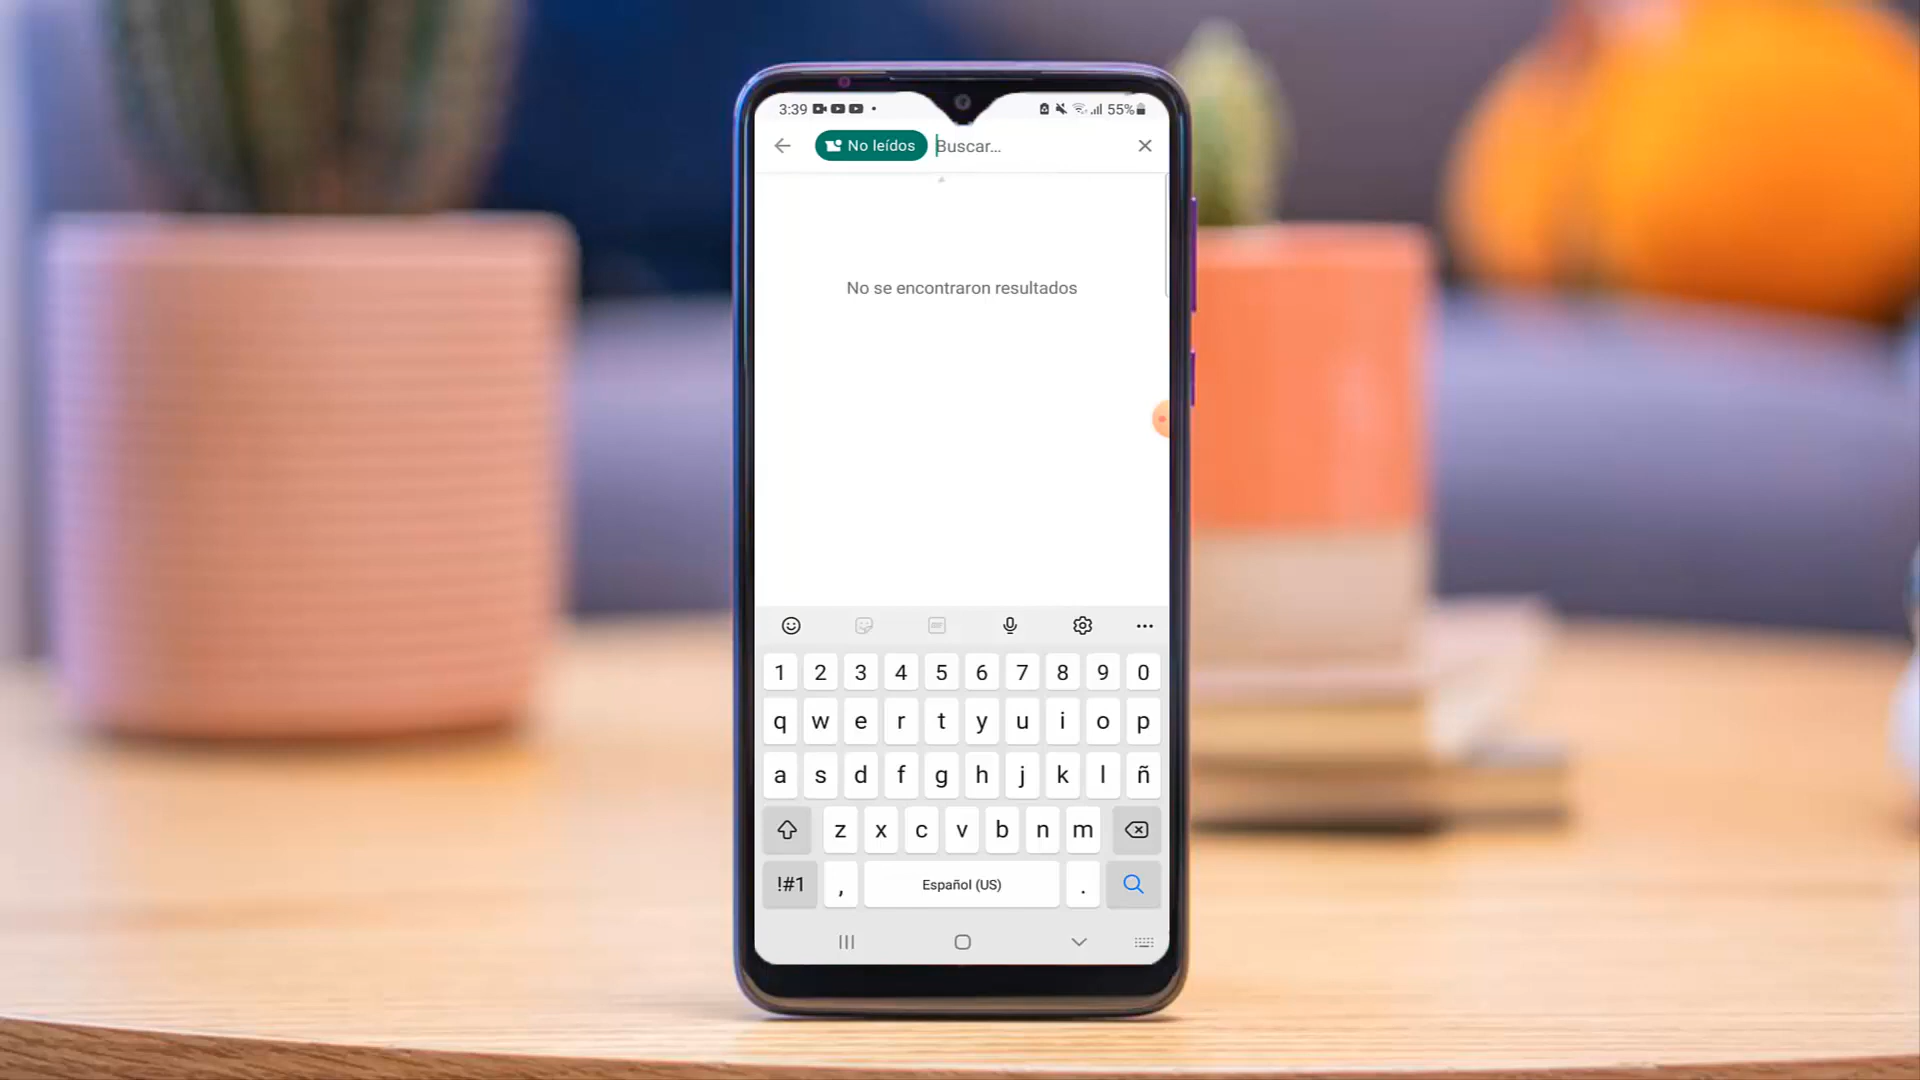 3:39 55%
No leídos Buscar...
No se encontraron resultados
GIF
1 2 3 4 5 6 7 8 9 0
q w e r t y u i o p
a s d f g h j k l ñ
z x c v b n m
!#1 , Español (US) .